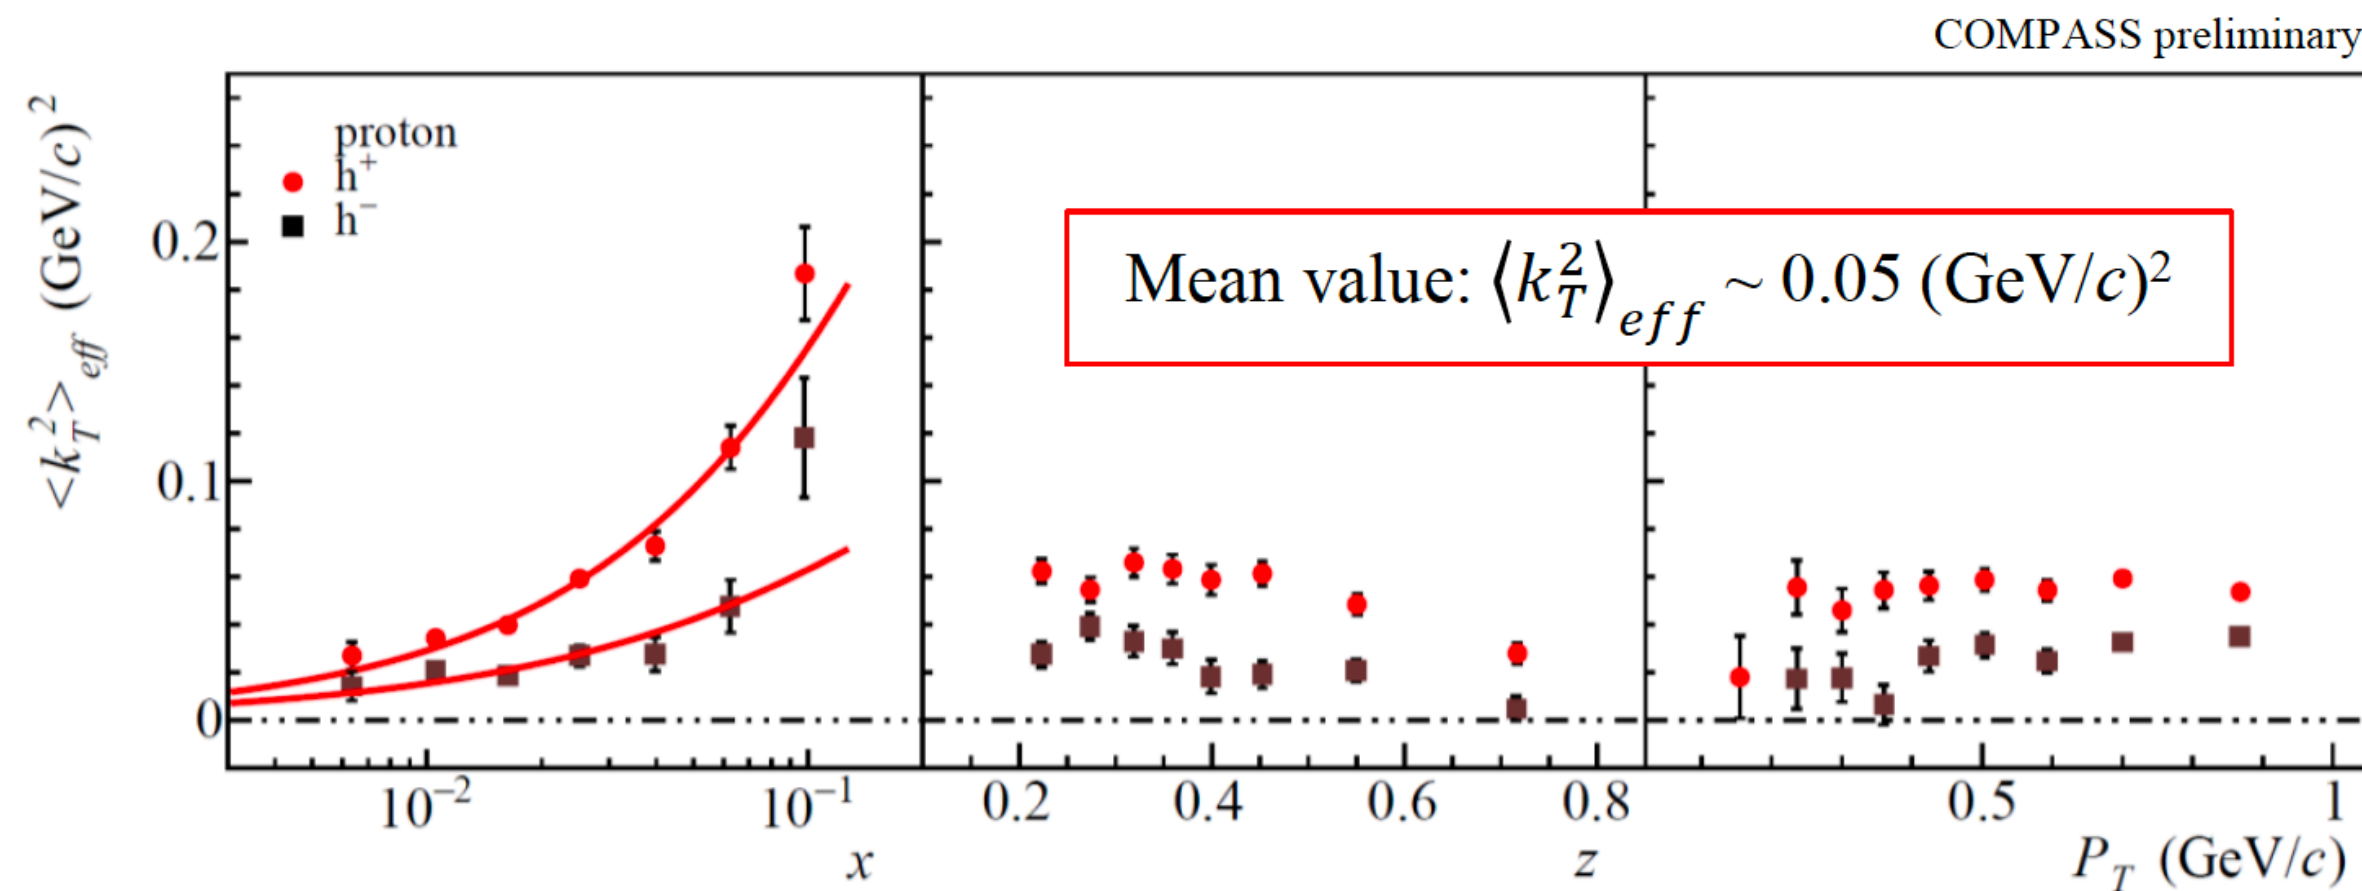 COMPASS preliminary
<k_T^2>_eff (GeV/c)^2
proton
h^+
h^−
0.2
0.1
0
Mean value: ⟨k_T^2⟩_eff ~ 0.05 (GeV/c)^2
10^−2 10^−1 0.2 0.4 0.6 0.8 0.5 1
x z P_T (GeV/c)